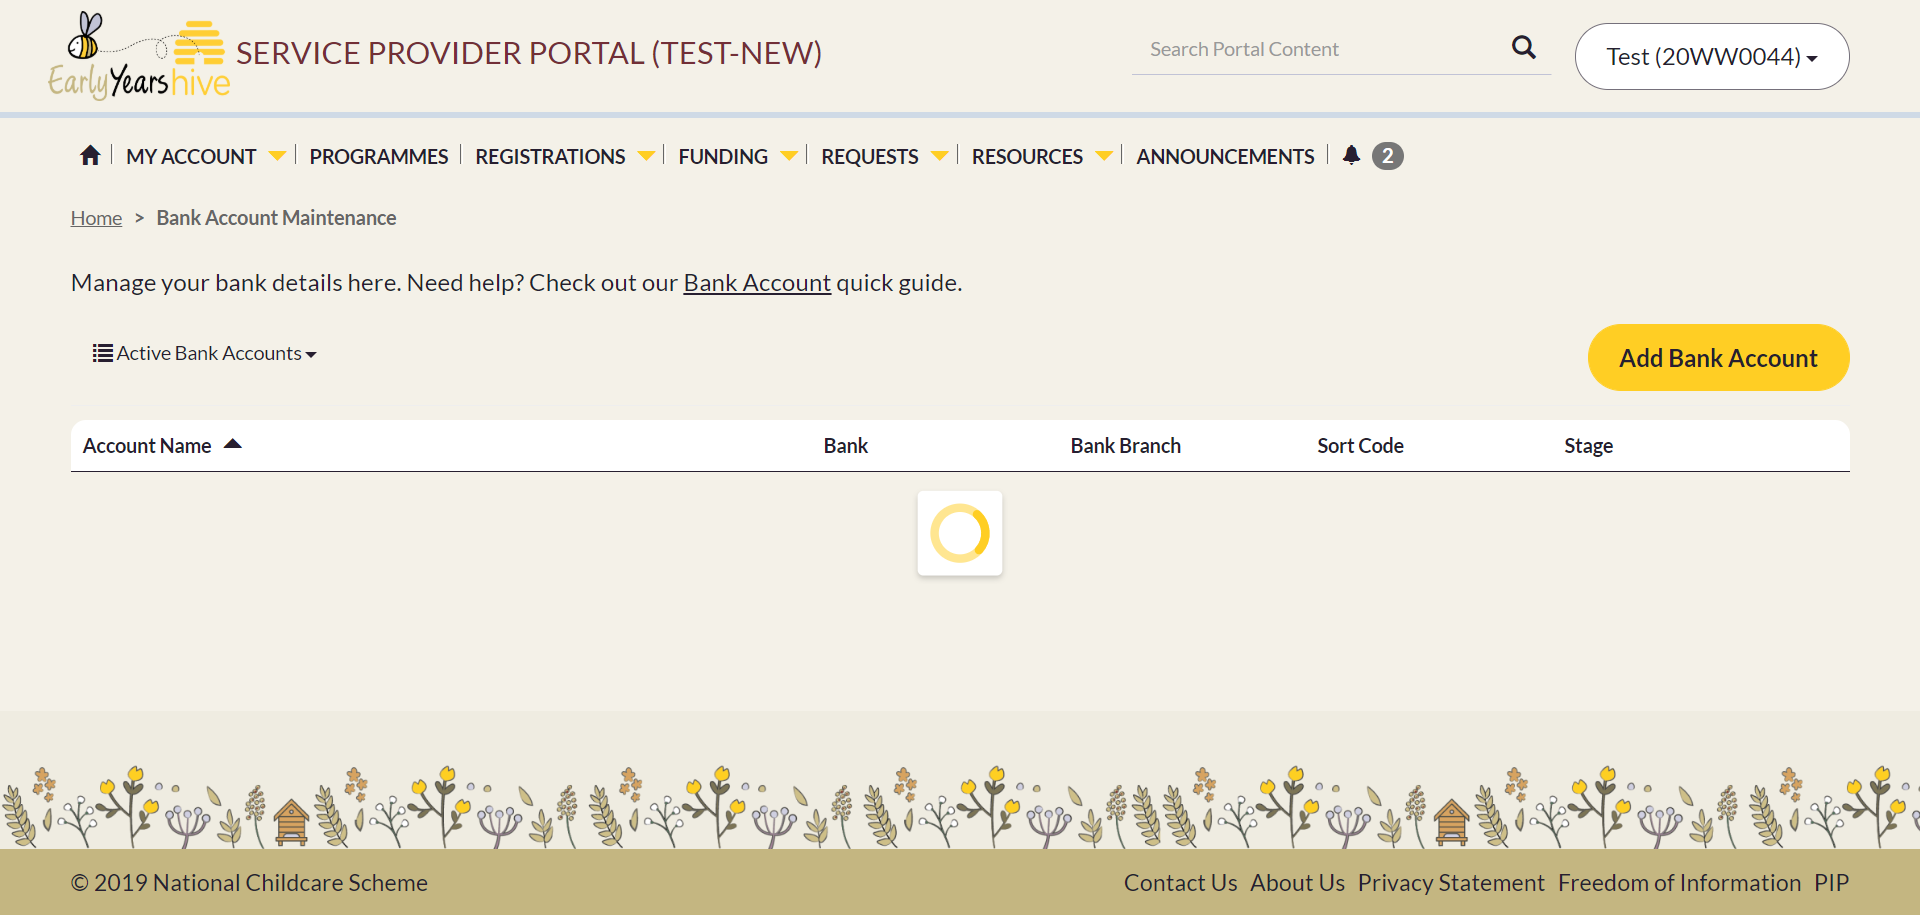 Early Years hive
SERVICE PROVIDER PORTAL (TEST-NEW)
Search Portal Content
Test (20WW0044)
MY ACCOUNT PROGRAMMES REGISTRATIONS FUNDING REQUESTS RESOURCES ANNOUNCEMENTS 2
Home > Bank Account Maintenance
Manage your bank details here. Need help? Check out our Bank Account quick guide.
Active Bank Accounts
Add Bank Account
Account Name Bank Bank Branch Sort Code Stage
© 2019 National Childcare Scheme
Contact Us About Us Privacy Statement Freedom of Information PIP